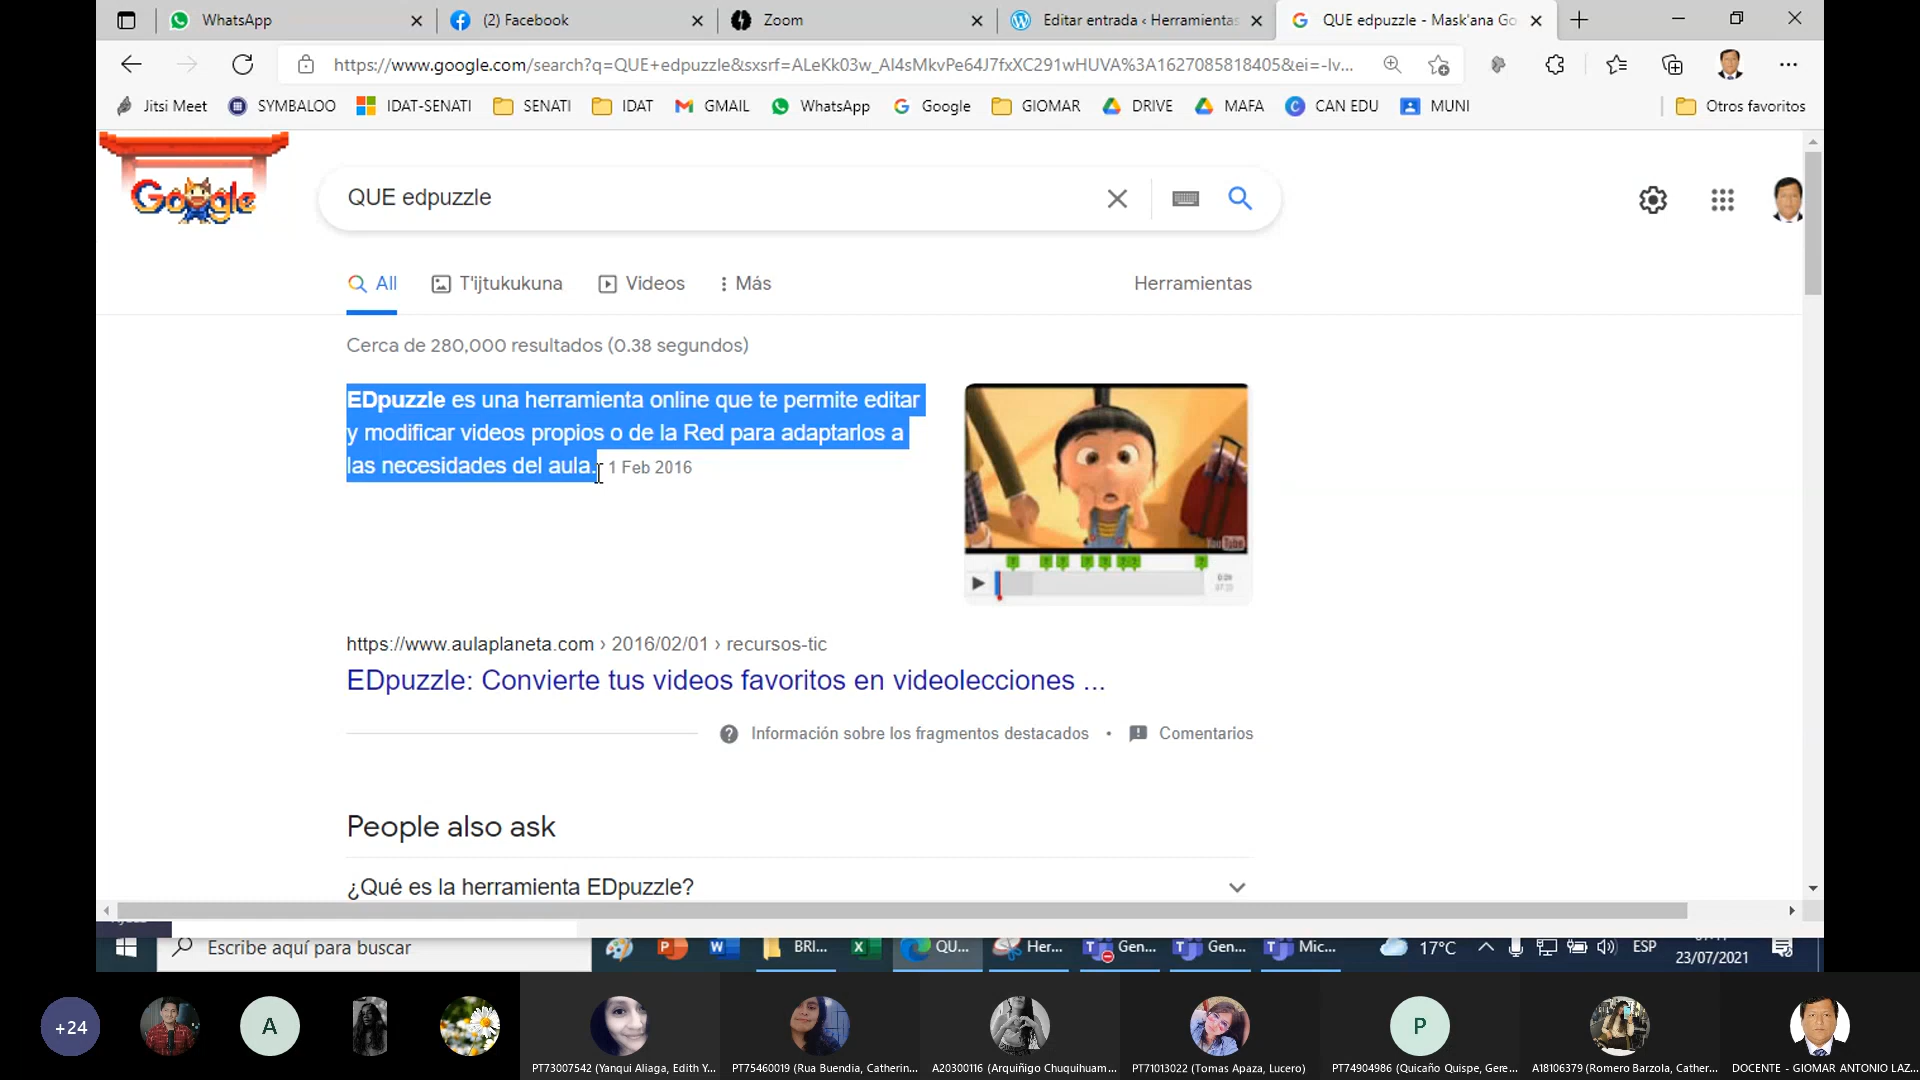 WhatsApp
(2) Facebook
Zoom
Editar entrada ‹ Herramientas
QUE edpuzzle - Mask'ana Go
https://www.google.com/search?q=QUE+edpuzzle&sxsrf=ALeKk03w_AI4sMkvPe64J7fxXC291wHUVA%3A1627085818405&ei=-Iv...
Jitsi Meet
SYMBALOO
IDAT-SENATI
SENATI
IDAT
GMAIL
WhatsApp
Google
GIOMAR
DRIVE
MAFA
CAN EDU
MUNI
Otros favoritos
Google
QUE edpuzzle
All
T'ijtukukuna
Videos
Más
Herramientas
Cerca de 280,000 resultados (0.38 segundos)
EDpuzzle es una herramienta online que te permite editar
y modificar videos propios o de la Red para adaptarlos a
las necesidades del aula. 1 Feb 2016
YouTube
https://www.aulaplaneta.com › 2016/02/01 › recursos-tic
EDpuzzle: Convierte tus videos favoritos en videolecciones ...
Información sobre los fragmentos destacados • Comentarios
People also ask
¿Qué es la herramienta EDpuzzle?
Escribe aquí para buscar
BRI...
QU...
Her...
Gen...
Gen...
Mic...
17°C
ESP
23/07/2021
+24
A
P
PT73007542 (Yanqui Aliaga, Edith Y...
PT75460019 (Rua Buendia, Catherin...
A20300116 (Arquiñigo Chuquihuam...
PT71013022 (Tomas Apaza, Lucero)
PT74904986 (Quicaño Quispe, Gere...
A18106379 (Romero Barzola, Cather...
DOCENTE - GIOMAR ANTONIO LAZ...